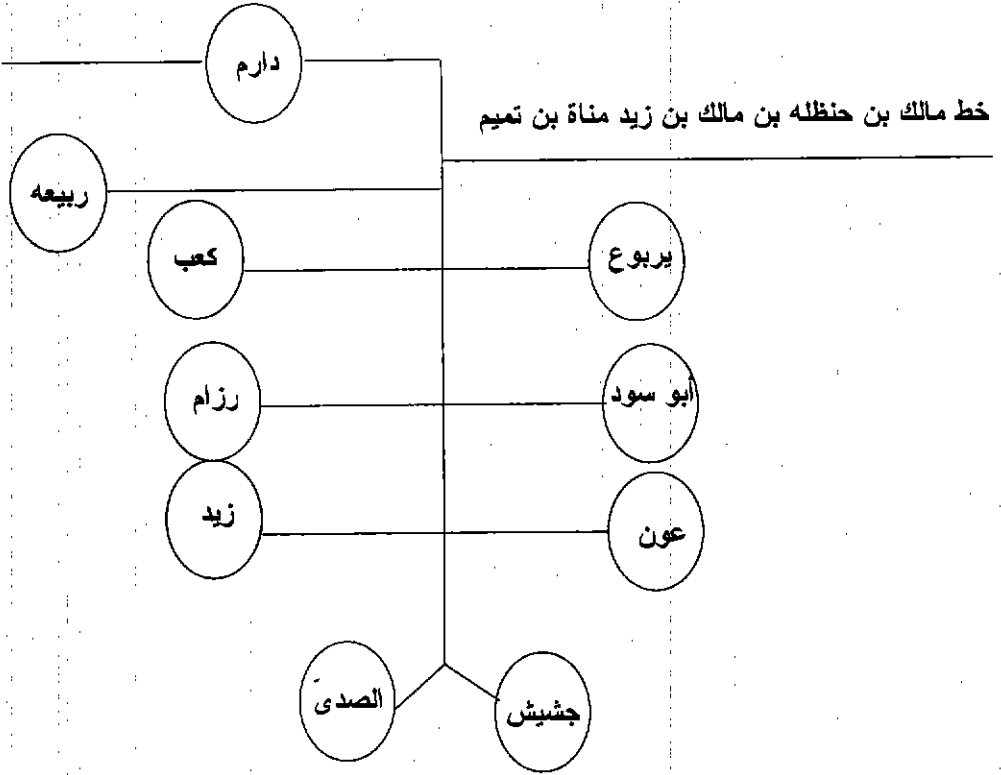 دارم
خط مالك بن حنظله بن مالك بن زيد مناة بن تميم
ربيعه
يربوع
كعب
أبو سود
رزام
عون
زيد
جشيش
الصدىَ